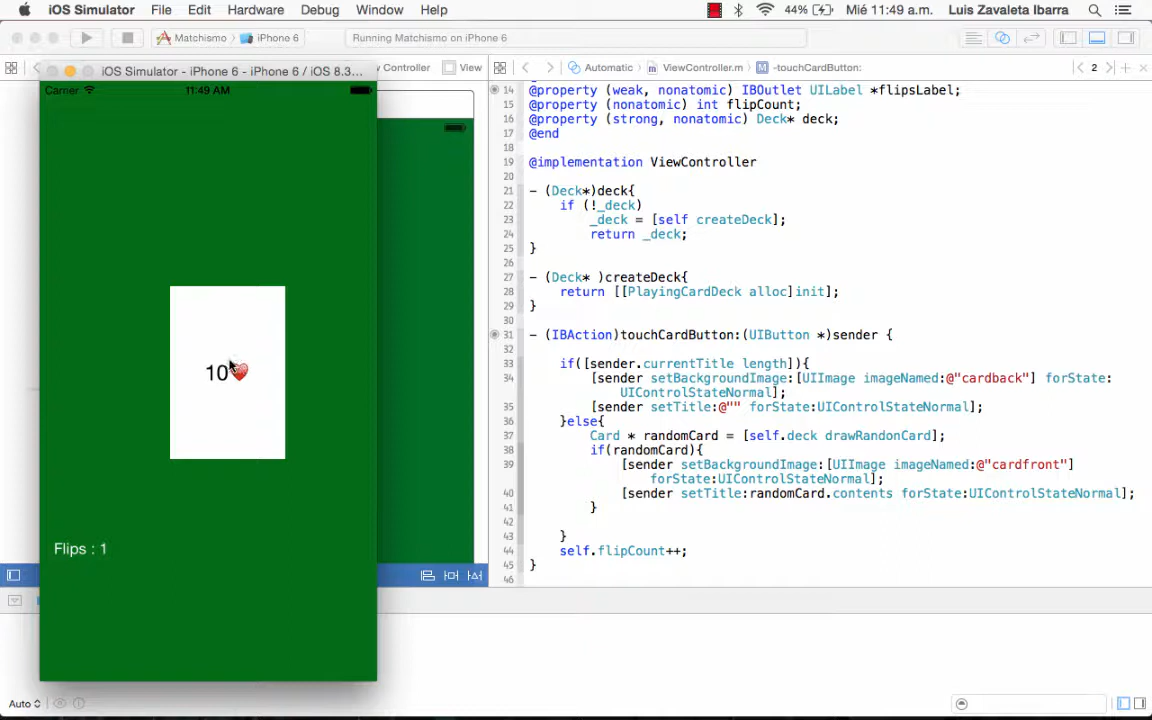 iOS Simulator File Edit Hardware Debug Window Help 44% Mié 11:49 a.m. Luis Zavaleta Ibarra
Matchismo iPhone 6 Running Matchismo on iPhone 6
iOS Simulator - iPhone 6 - iPhone 6 / iOS 8.3... Controller View Automatic ViewController.m -touchCardButton: 2
Carrier 11:49 AM
10❤️
Flips : 1
14 @property (weak, nonatomic) IBOutlet UILabel *flipsLabel;
15 @property (nonatomic) int flipCount;
16 @property (strong, nonatomic) Deck* deck;
17 @end
18
19 @implementation ViewController
20
21 - (Deck*)deck{
22 if (!_deck)
23 _deck = [self createDeck];
24 return _deck;
25 }
26
27 - (Deck* )createDeck{
28 return [[PlayingCardDeck alloc]init];
29 }
30
31 - (IBAction)touchCardButton:(UIButton *)sender {
32
33 if([sender.currentTitle length]){
34 [sender setBackgroundImage:[UIImage imageNamed:@"cardback"] forState:
UIControlStateNormal];
35 [sender setTitle:@"" forState:UIControlStateNormal];
36 }else{
37 Card * randomCard = [self.deck drawRandonCard];
38 if(randomCard){
39 [sender setBackgroundImage:[UIImage imageNamed:@"cardfront"]
forState:UIControlStateNormal];
40 [sender setTitle:randomCard.contents forState:UIControlStateNormal];
41 }
42
43 }
44 self.flipCount++;
45 }
46
Auto